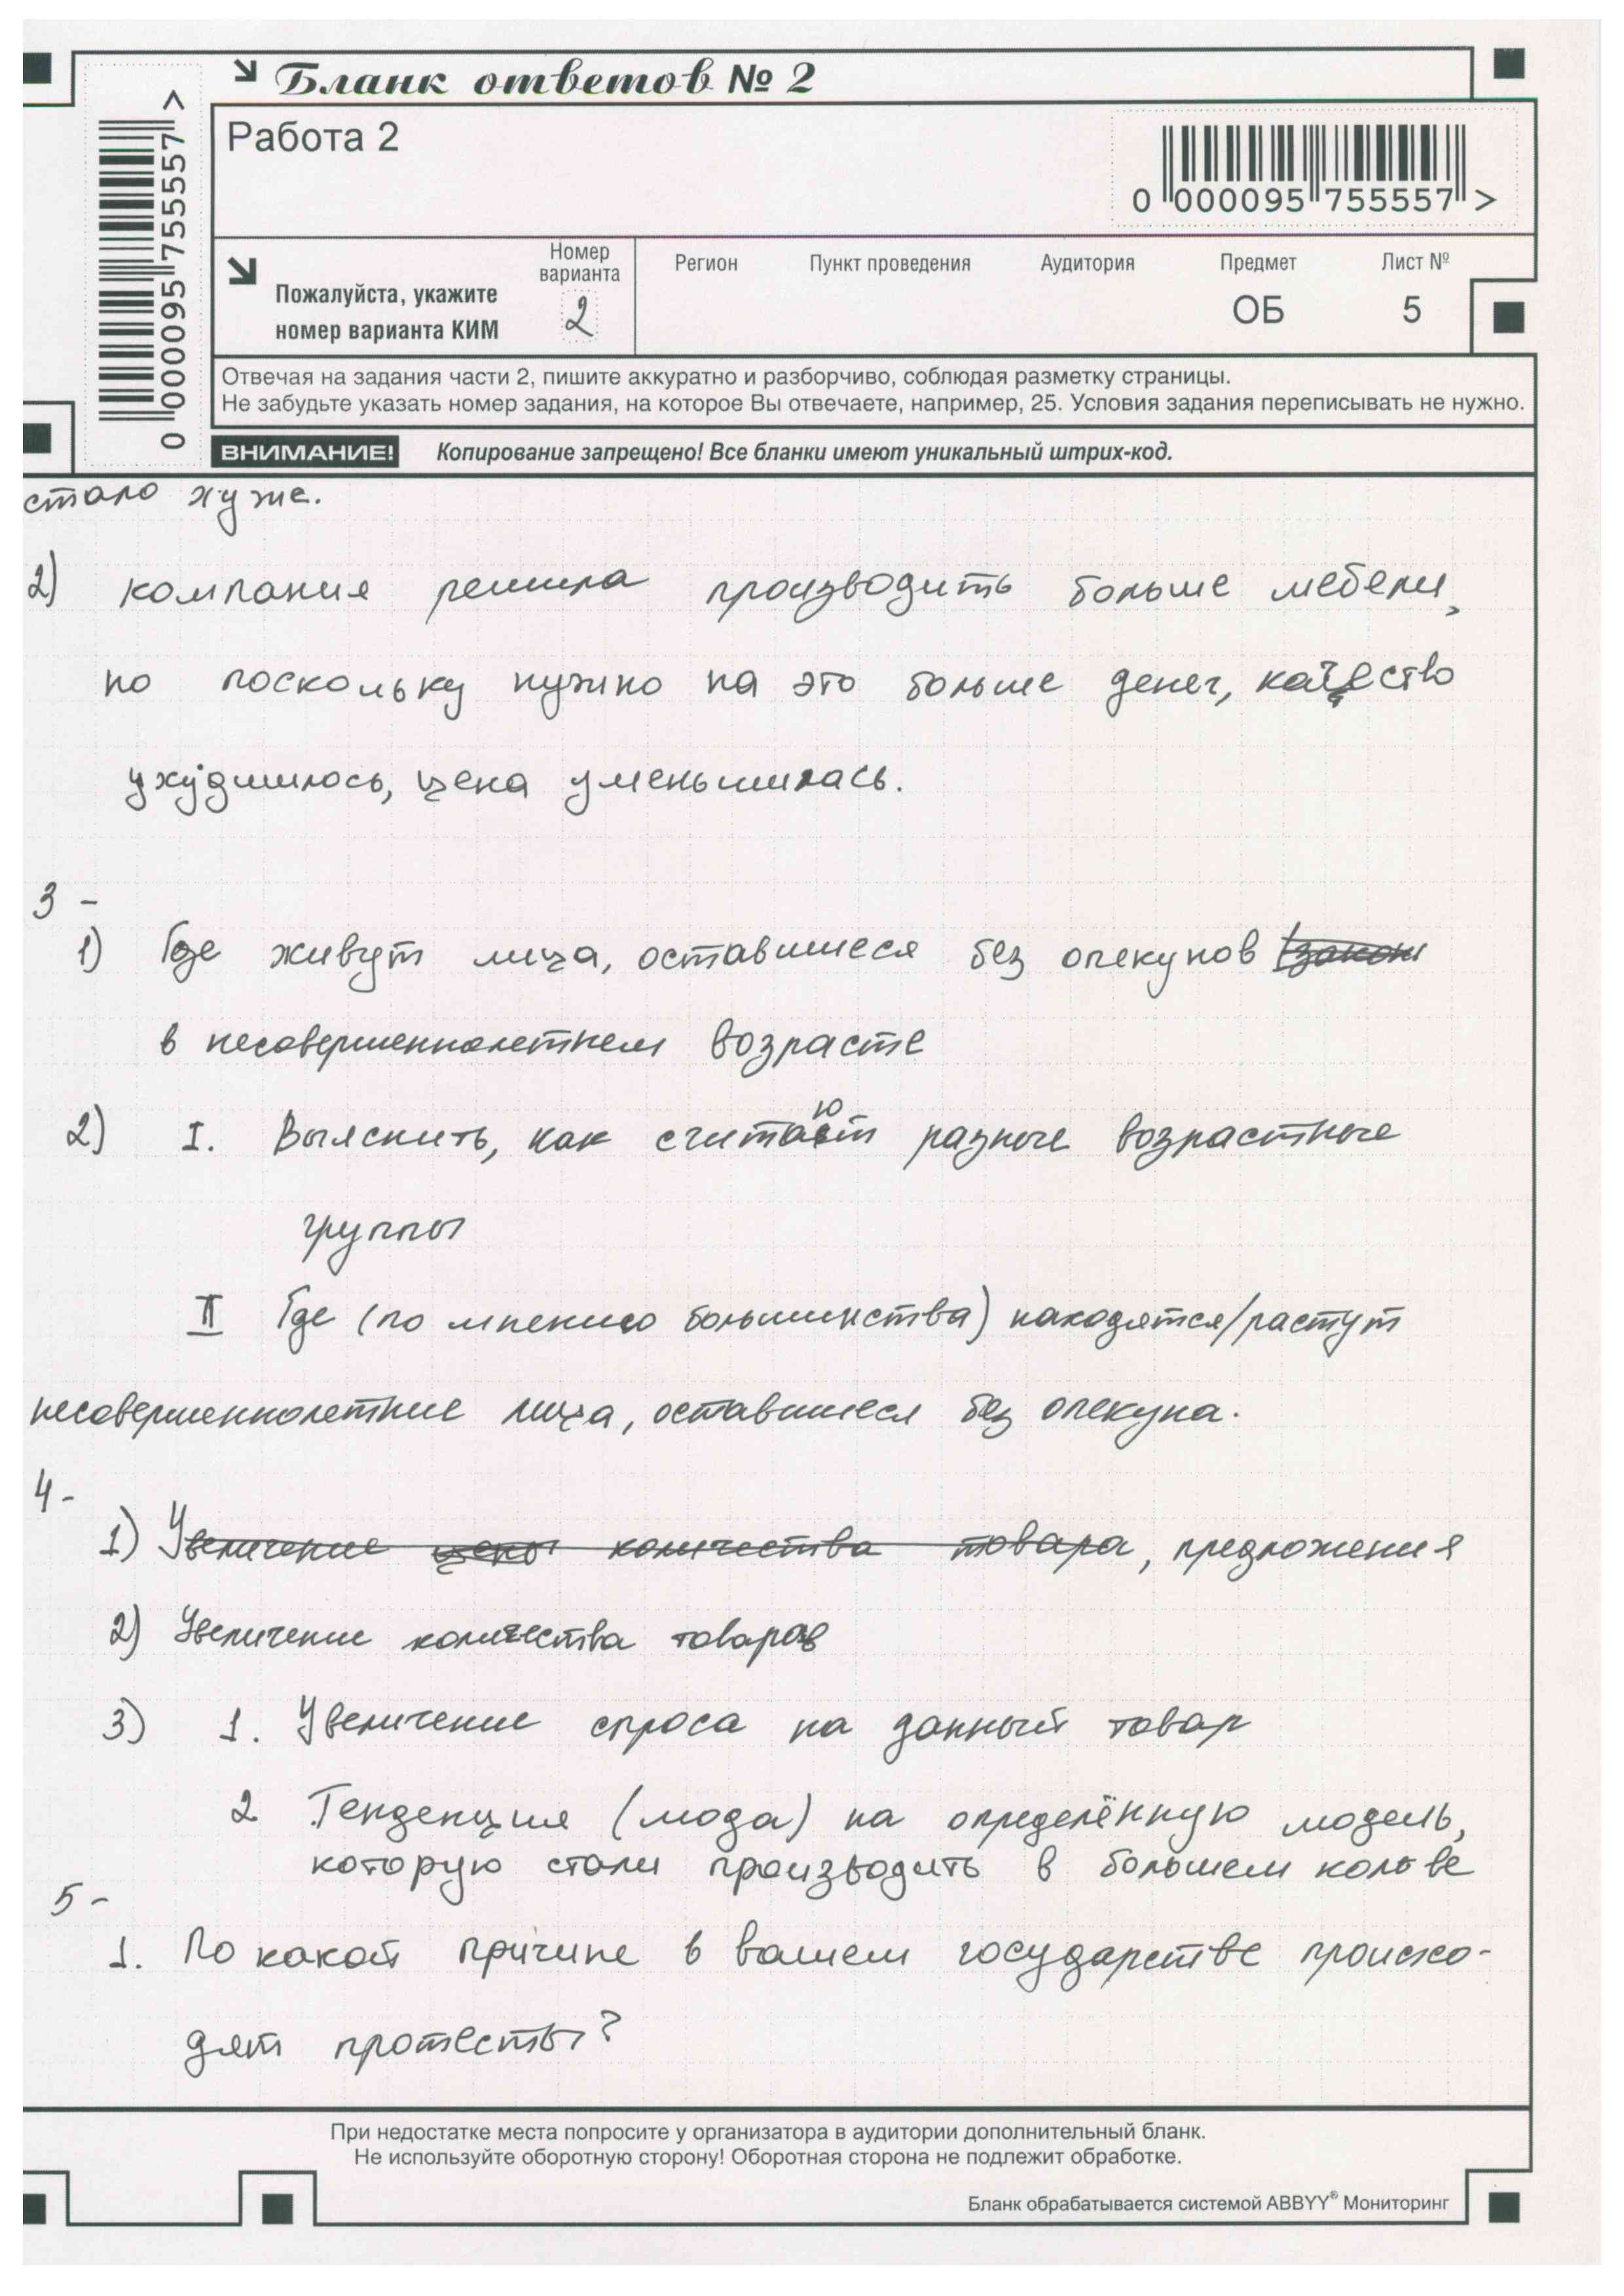 Бланк ответов № 2
Работа 2
0 000095 755557 >
0 000095 755557 >
Пожалуйста, укажите
номер варианта КИМ
Номер
варианта
2
Регион
Пункт проведения
Аудитория
Предмет
ОБ
Лист №
5
Отвечая на задания части 2, пишите аккуратно и разборчиво, соблюдая разметку страницы.
Не забудьте указать номер задания, на которое Вы отвечаете, например, 25. Условия задания переписывать не нужно.
ВНИМАНИЕ! Копирование запрещено! Все бланки имеют уникальный штрих-код.
стало хуже.
2) компания решила производить больше мебели,
но поскольку нужно на это больше денег, качество
ухудшилось, цена уменьшилась.
3 -
1) Где живут лица, оставшиеся без опекунов
в несовершеннолетнем возрасте
2) I. Выяснить, как считают разные возрастные
группы
II Где (по мнению большинства) находятся/растут
несовершеннолетние лица, оставшиеся без опекуна.
4-
1) Увеличение цены количества товара, предложения
2) Увеличение количества товаров
3) 1. Увеличение спроса на данный товар
2 Тенденция (мода) на определённую модель,
которую стали производить в большем кол-ве
5 -
1. По какой причине в вашем государстве происхо-
дят протесты?
При недостатке места попросите у организатора в аудитории дополнительный бланк.
Не используйте оборотную сторону! Оборотная сторона не подлежит обработке.
Бланк обрабатывается системой ABBYY® Мониторинг